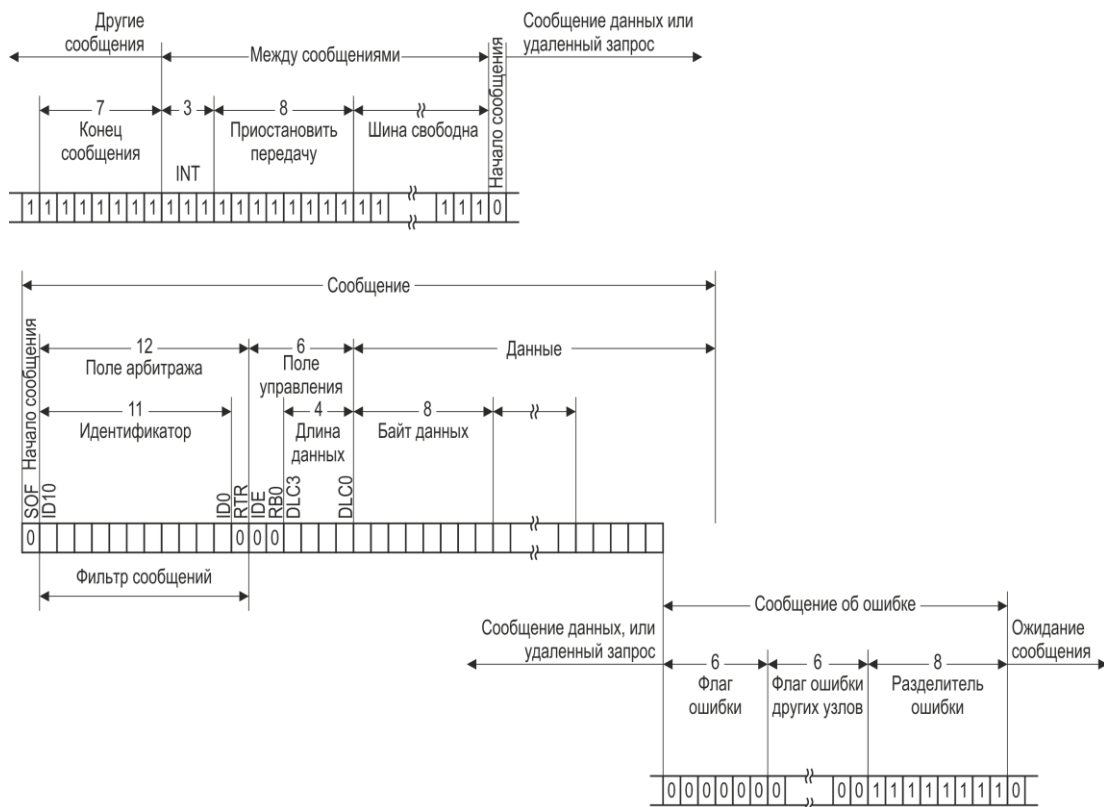 Другие
сообщения
Между сообщениями
Начало сообщения
Сообщение данных или
удаленный запрос
7
Конец
сообщения
3
INT
8
Приостановить
передачу
Шина свободна
1 1 1 1 1 1 1 1 1 1 1 1 1 1 1 1 1 1 1 1 1 1 1 1 0
Сообщение
Начало сообщения
12
Поле арбитража
6
Поле
управления
Данные
11
Идентификатор
4
Длина
данных
8
Байт данных
SOF
ID10
ID0
RTR
IDE
RB0
DLC3
DLC0
0 0 0 0
Фильтр сообщений
Сообщение об ошибке
Сообщение данных, или
удаленный запрос
Ожидание
сообщения
6
Флаг
ошибки
6
Флаг ошибки
других узлов
8
Разделитель
ошибки
0 0 0 0 0 0 0 0 0 1 1 1 1 1 1 1 1 0